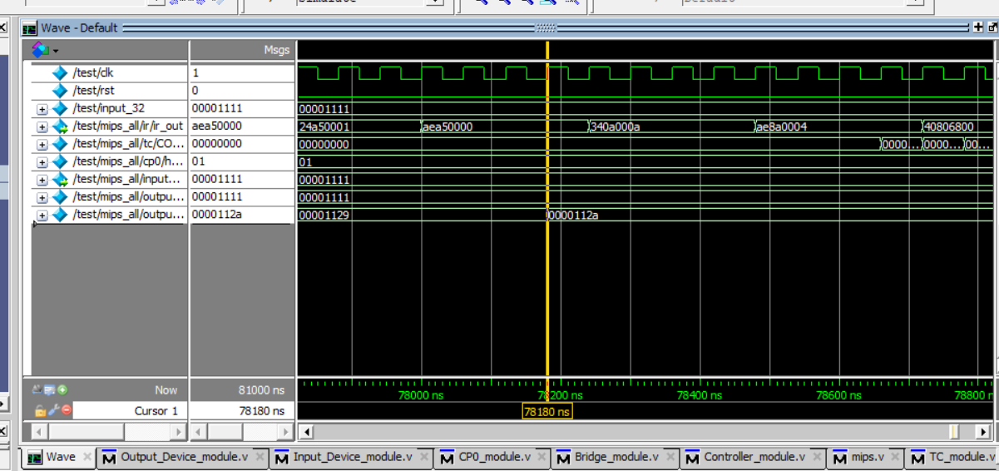 Wave - Default
Msgs
/test/clk 1
/test/rst 0
/test/input_32 00001111 00001111
/test/mips_all/ir/ir_out aea50000 24a50001 aea50000 340a000a ae8a0004 40806800
/test/mips_all/tc/CO... 00000000 00000000 0000... 0000... 00...
/test/mips_all/cp0/h... 01 01
/test/mips_all/input... 00001111 00001111
/test/mips_all/outpu... 00001111 00001111
/test/mips_all/outpu... 0000112a 00001129 0000112a
Now 81000 ns 78000 ns 78200 ns 78400 ns 78600 ns 78800 n
Cursor 1 78180 ns 78180 ns
Wave Output_Device_module.v Input_Device_module.v CP0_module.v Bridge_module.v Controller_module.v mips.v TC_module.v